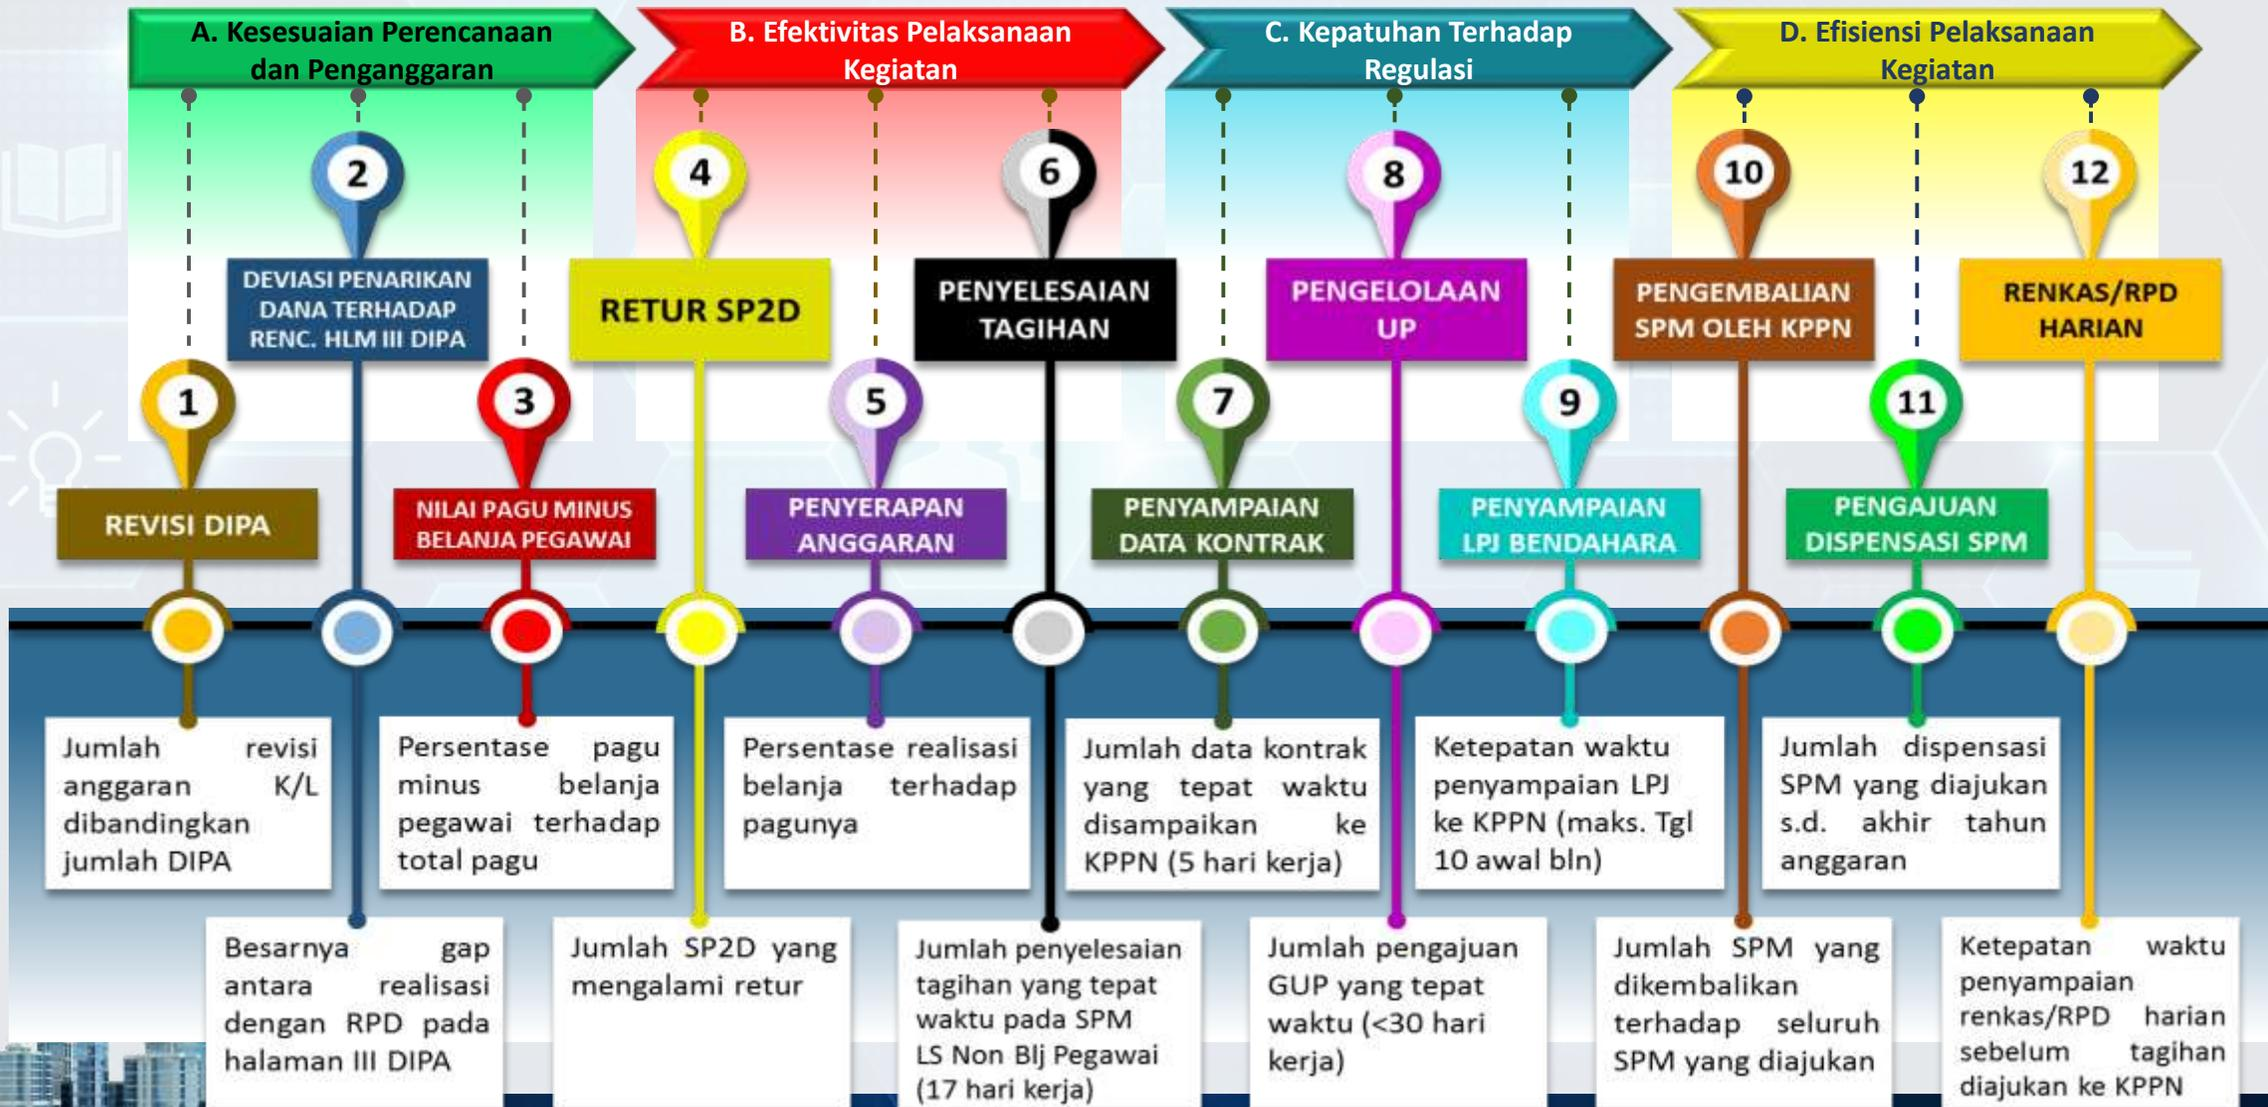 A. Kesesuaian Perencanaan
dan Penganggaran
B. Efektivitas Pelaksanaan
Kegiatan
C. Kepatuhan Terhadap
Regulasi
D. Efisiensi Pelaksanaan
Kegiatan
1
REVISI DIPA
Jumlah revisi
anggaran K/L
dibandingkan
jumlah DIPA
2
DEVIASI PENARIKAN
DANA TERHADAP
RENC. HLM III DIPA
Besarnya gap
antara realisasi
dengan RPD pada
halaman III DIPA
3
NILAI PAGU MINUS
BELANJA PEGAWAI
Persentase pagu
minus belanja
pegawai terhadap
total pagu
4
RETUR SP2D
Jumlah SP2D yang
mengalami retur
5
PENYERAPAN
ANGGARAN
Persentase realisasi
belanja terhadap
pagunya
6
PENYELESAIAN
TAGIHAN
Jumlah penyelesaian
tagihan yang tepat
waktu pada SPM
LS Non Blj Pegawai
(17 hari kerja)
7
PENYAMPAIAN
DATA KONTRAK
Jumlah data kontrak
yang tepat waktu
disampaikan ke
KPPN (5 hari kerja)
8
PENGELOLAAN
UP
Jumlah pengajuan
GUP yang tepat
waktu (<30 hari
kerja)
9
PENYAMPAIAN
LPJ BENDAHARA
Ketepatan waktu
penyampaian LPJ
ke KPPN (maks. Tgl
10 awal bln)
10
PENGEMBALIAN
SPM OLEH KPPN
Jumlah SPM yang
dikembalikan
terhadap seluruh
SPM yang diajukan
11
PENGAJUAN
DISPENSASI SPM
Jumlah dispensasi
SPM yang diajukan
s.d. akhir tahun
anggaran
12
RENKAS/RPD
HARIAN
Ketepatan waktu
penyampaian
renkas/RPD harian
sebelum tagihan
diajukan ke KPPN